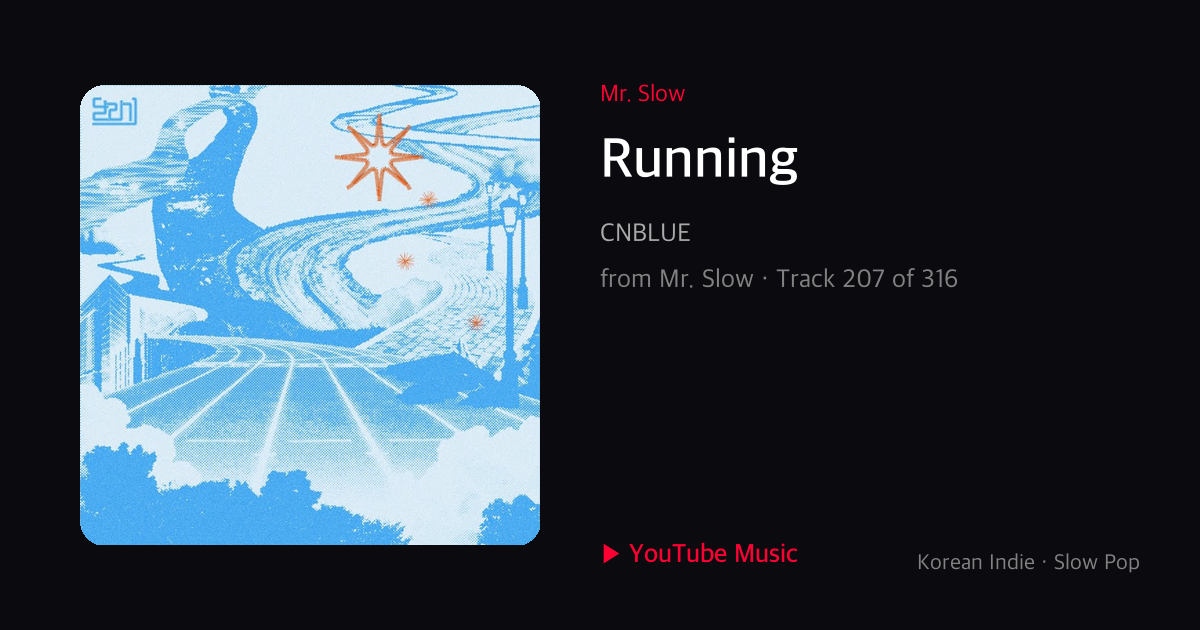 Mr. Slow
Running
CNBLUE
from Mr. Slow · Track 207 of 316
YouTube Music
Korean Indie · Slow Pop